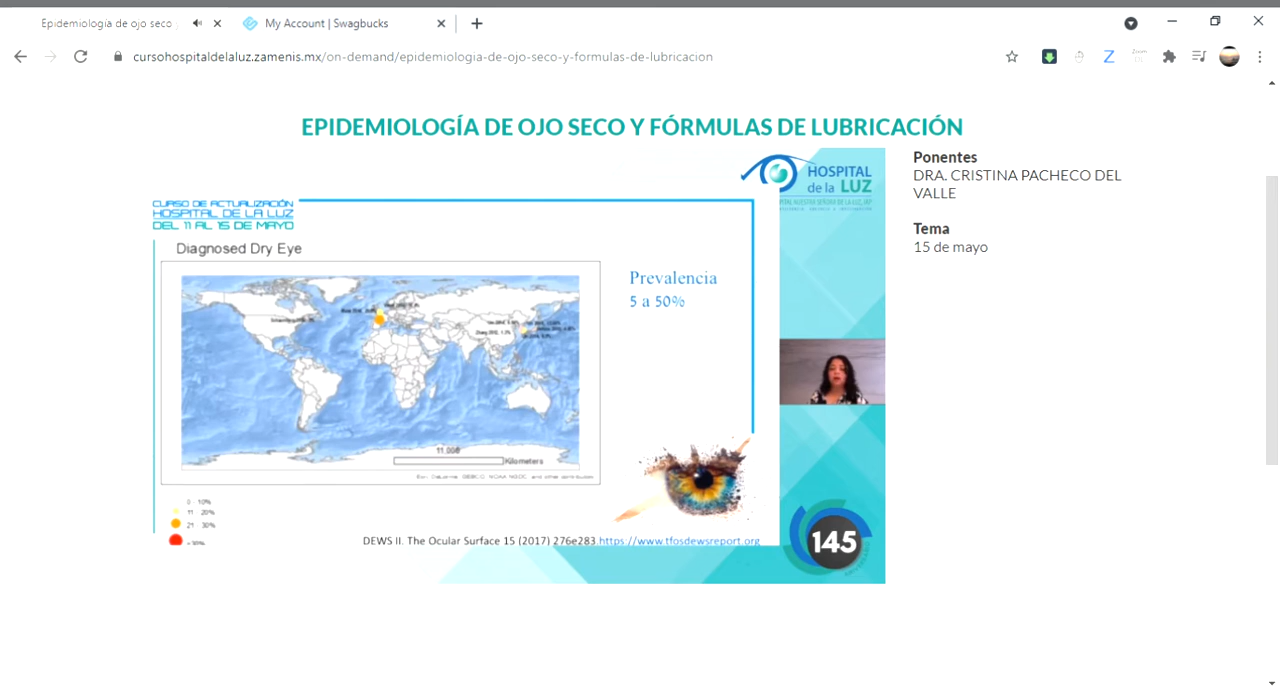 Epidemiología de ojo seco
My Account | Swagbucks
cursohospitaldelaluz.zamenis.mx/on-demand/epidemiologia-de-ojo-seco-y-formulas-de-lubricacion
EPIDEMIOLOGÍA DE OJO SECO Y FÓRMULAS DE LUBRICACIÓN
Ponentes
DRA. CRISTINA PACHECO DEL
VALLE
Tema
15 de mayo
HOSPITAL
de la LUZ
CURSO DE ACTUALIZACIÓN
HOSPITAL DE LA LUZ
DEL 11 AL 15 DE MAYO
Diagnosed Dry Eye
Prevalencia
5 a 50%
11,000
Kilometers
0 - 10%
11 - 20%
21 - 30%
DEWS II. The Ocular Surface 15 (2017) 276e283.https://www.tfosdewsreport.org
145